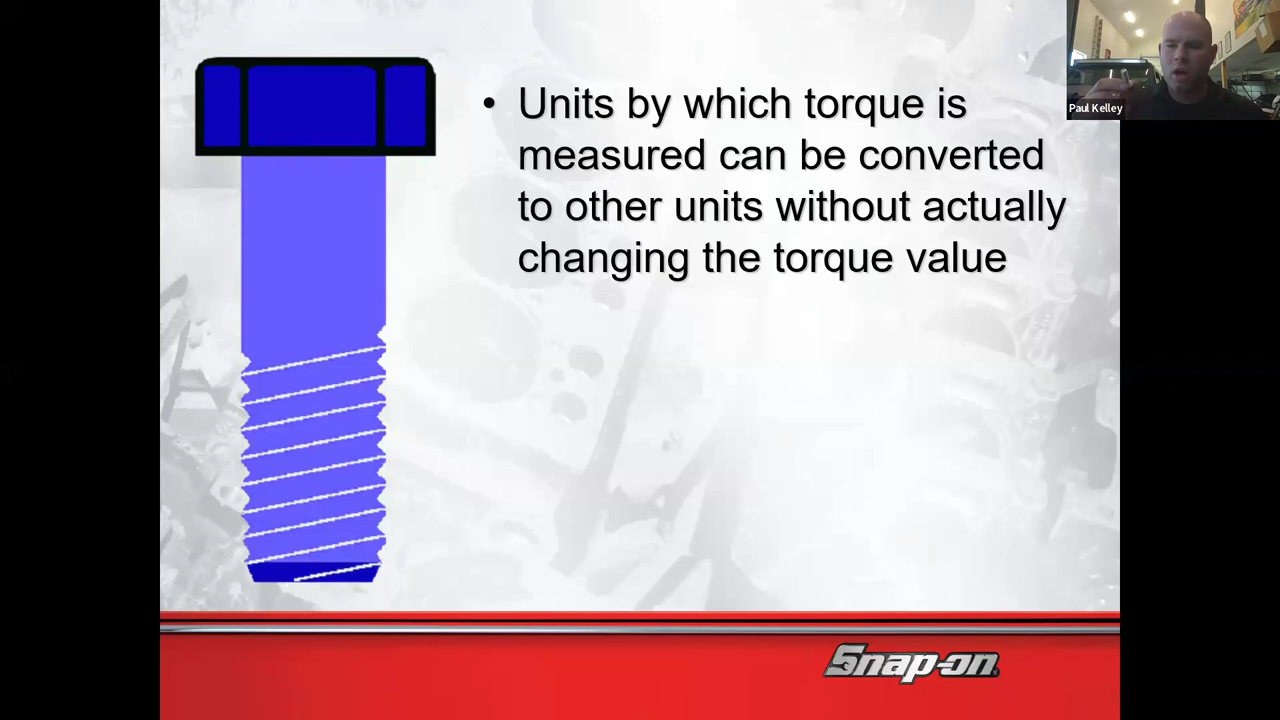 • Units by which torque is
measured can be converted
to other units without actually
changing the torque value
Paul Kelley
Snap-on